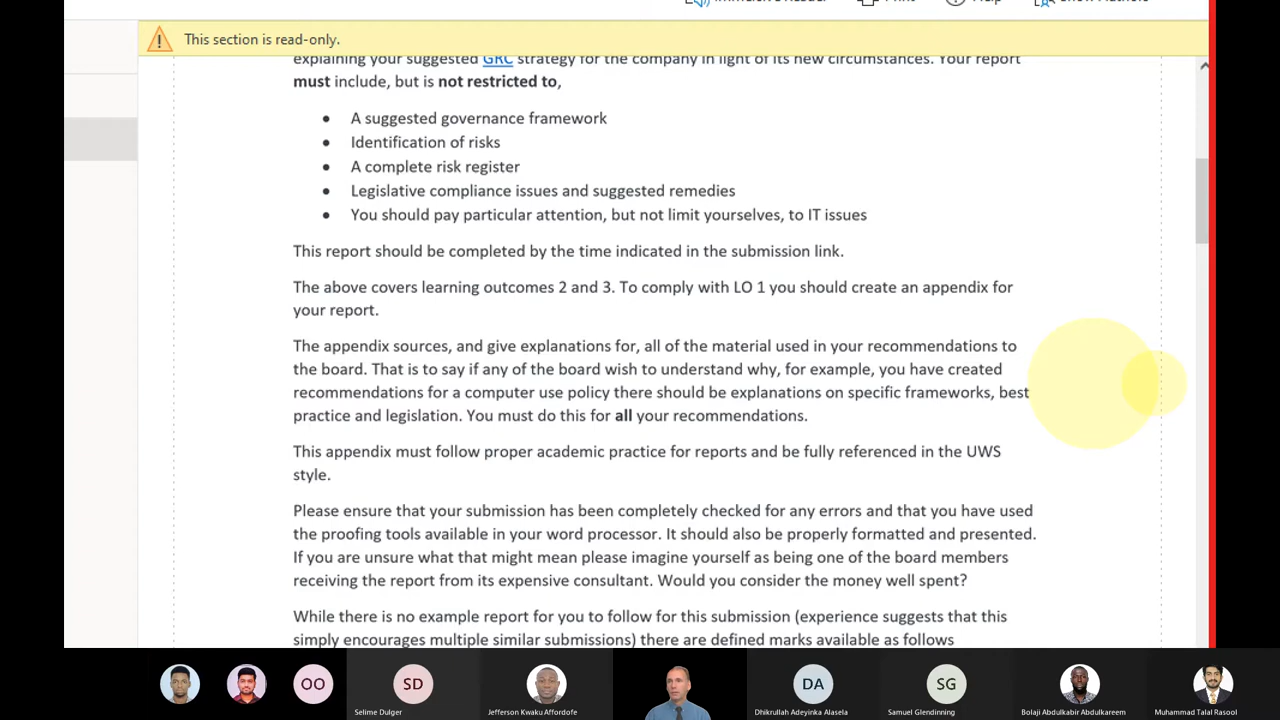 Print
Help
This section is read-only.
explaining your suggested GRC strategy for the company in light of its new circumstances. Your report
must include, but is not restricted to,
• A suggested governance framework
• Identification of risks
• A complete risk register
• Legislative compliance issues and suggested remedies
• You should pay particular attention, but not limit yourselves, to IT issues
This report should be completed by the time indicated in the submission link.
The above covers learning outcomes 2 and 3. To comply with LO 1 you should create an appendix for
your report.
The appendix sources, and give explanations for, all of the material used in your recommendations to
the board. That is to say if any of the board wish to understand why, for example, you have created
recommendations for a computer use policy there should be explanations on specific frameworks, best
practice and legislation. You must do this for all your recommendations.
This appendix must follow proper academic practice for reports and be fully referenced in the UWS
style.
Please ensure that your submission has been completely checked for any errors and that you have used
the proofing tools available in your word processor. It should also be properly formatted and presented.
If you are unsure what that might mean please imagine yourself as being one of the board members
receiving the report from its expensive consultant. Would you consider the money well spent?
While there is no example report for you to follow for this submission (experience suggests that this
simply encourages multiple similar submissions) there are defined marks available as follows
OO
SD
DA
SG
Selime Dulger
Jefferson Kwaku Affordofe
Dhikrullah Adeyinka Alasela
Samuel Glendinning
Bolaji Abdulkabir Abdulkareem
Muhammad Talal Rasool